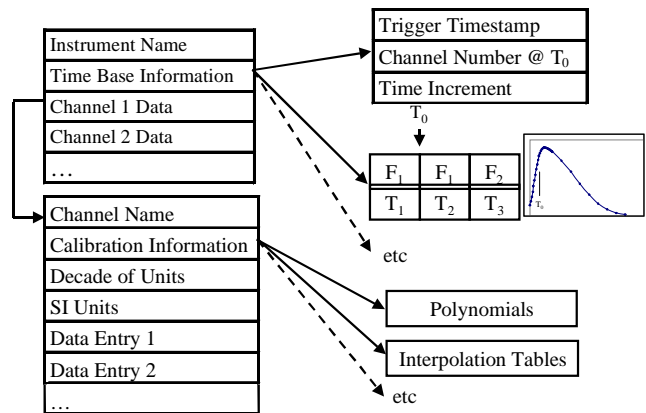 Instrument Name
Time Base Information
Channel 1 Data
Channel 2 Data
…
Trigger Timestamp
Channel Number @ T₀
Time Increment
T₀
F₁ F₁ F₂
T₁ T₂ T₃
T₀
etc
Channel Name
Calibration Information
Decade of Units
SI Units
Data Entry 1
Data Entry 2
…
Polynomials
Interpolation Tables
etc